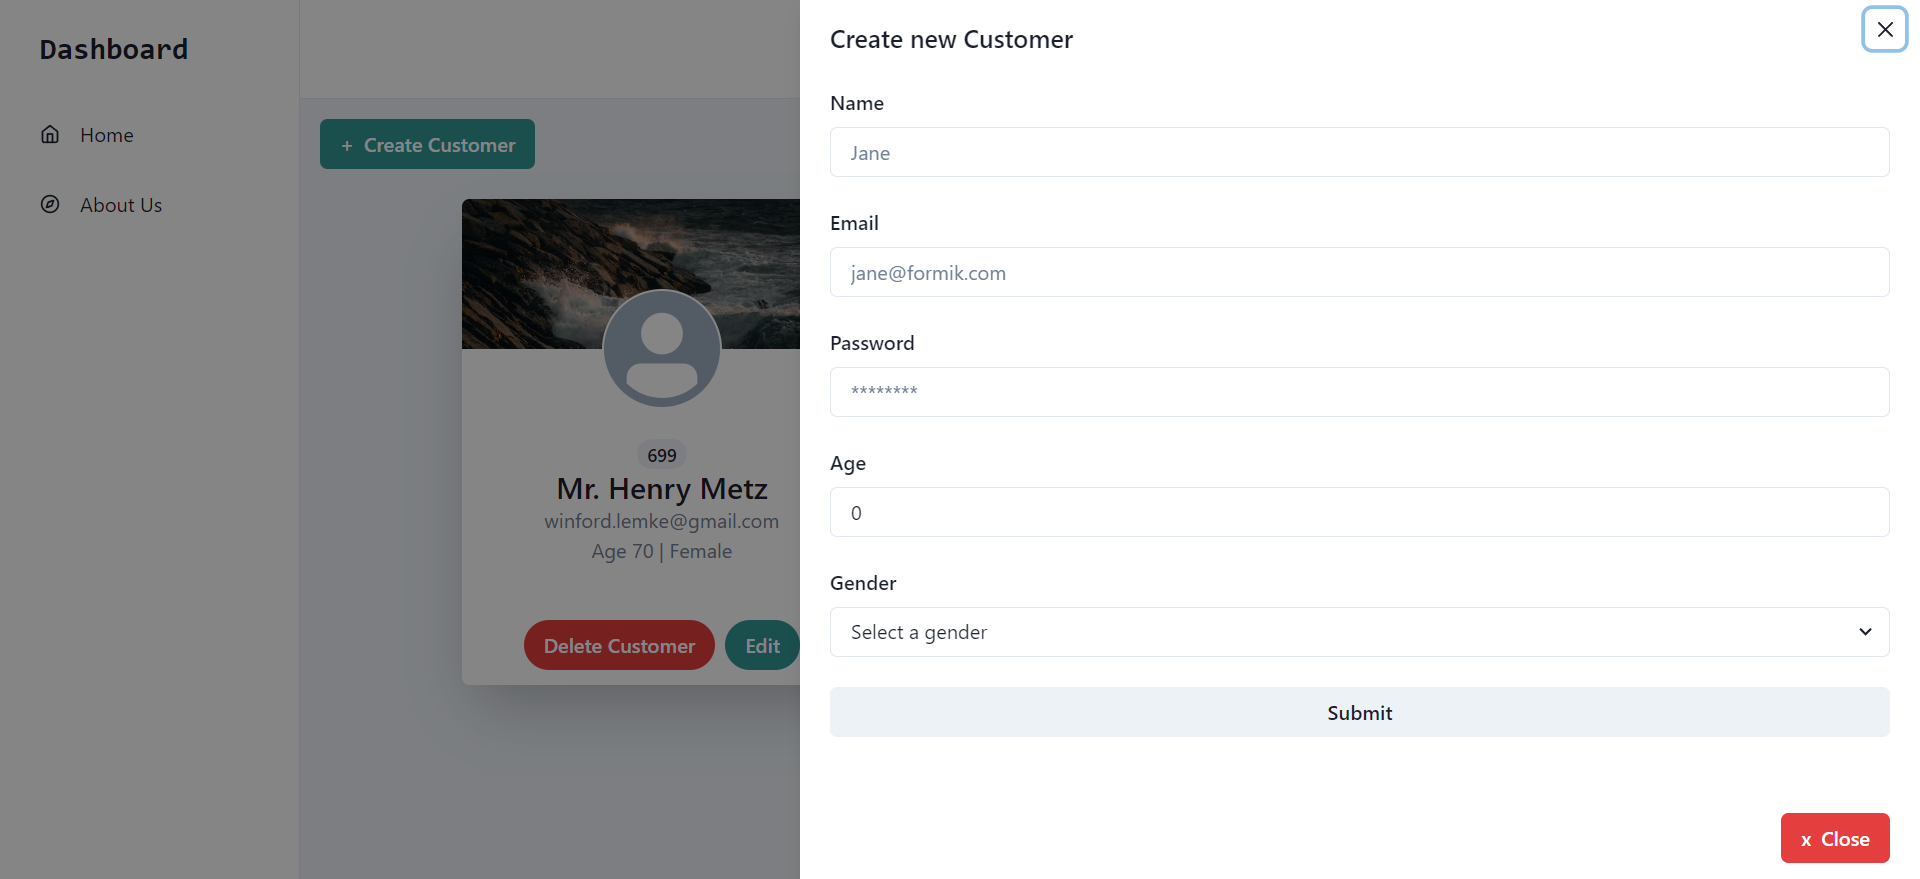 Dashboard
Home
About Us
+ Create Customer
699
Mr. Henry Metz
winford.lemke@gmail.com
Age 70 | Female
Delete Customer
Edit
Create new Customer
Name
Jane
Email
jane@formik.com
Password
********
Age
0
Gender
Select a gender
Submit
x Close